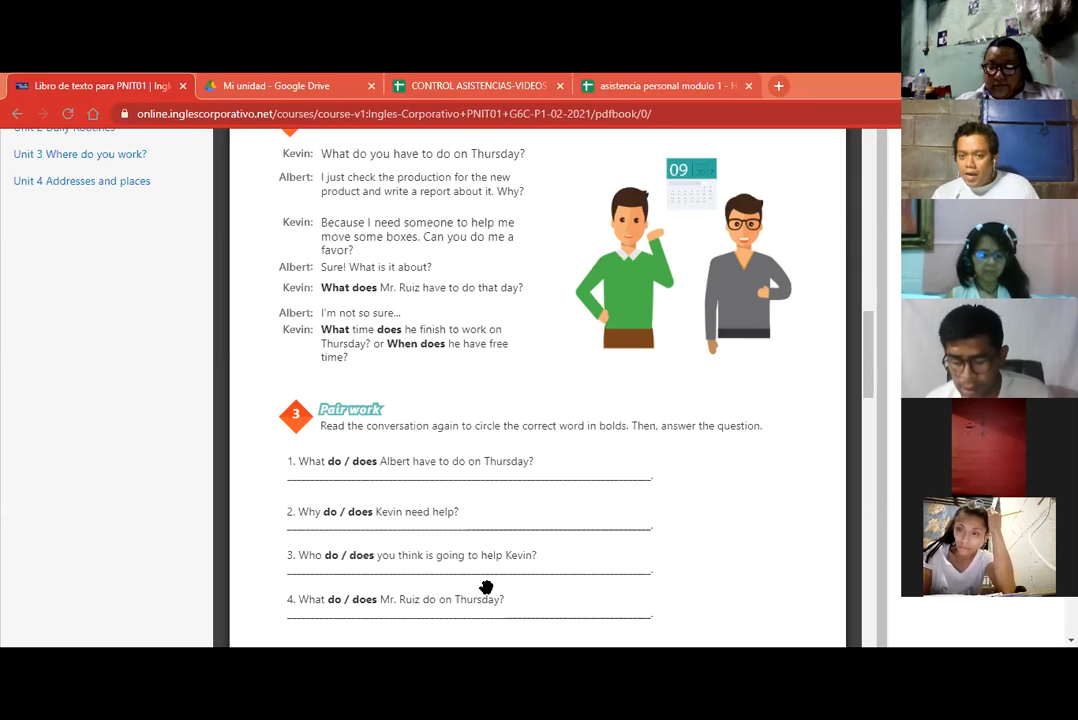 Libro de texto para PNIT01 | Ingl
Mi unidad - Google Drive
CONTROL ASISTENCIAS-VIDEOS
asistencia personal modulo 1 - H
online.inglescorporativo.net/courses/course-v1:Ingles-Corporativo+PNIT01+G6C-P1-02-2021/pdfbook/0/
Unit 2 Daily Routines
Unit 3 Where do you work?
Unit 4 Addresses and places
Kevin: What do you have to do on Thursday?
Albert: I just check the production for the new
product and write a report about it. Why?
Kevin: Because I need someone to help me
move some boxes. Can you do me a
favor?
Albert: Sure! What is it about?
Kevin: What does Mr. Ruiz have to do that day?
Albert: I'm not so sure...
Kevin: What time does he finish to work on
Thursday? or When does he have free
time?
09
3
Pair work
Read the conversation again to circle the correct word in bolds. Then, answer the question.
1. What do / does Albert have to do on Thursday?
2. Why do / does Kevin need help?
3. Who do / does you think is going to help Kevin?
4. What do / does Mr. Ruiz do on Thursday?